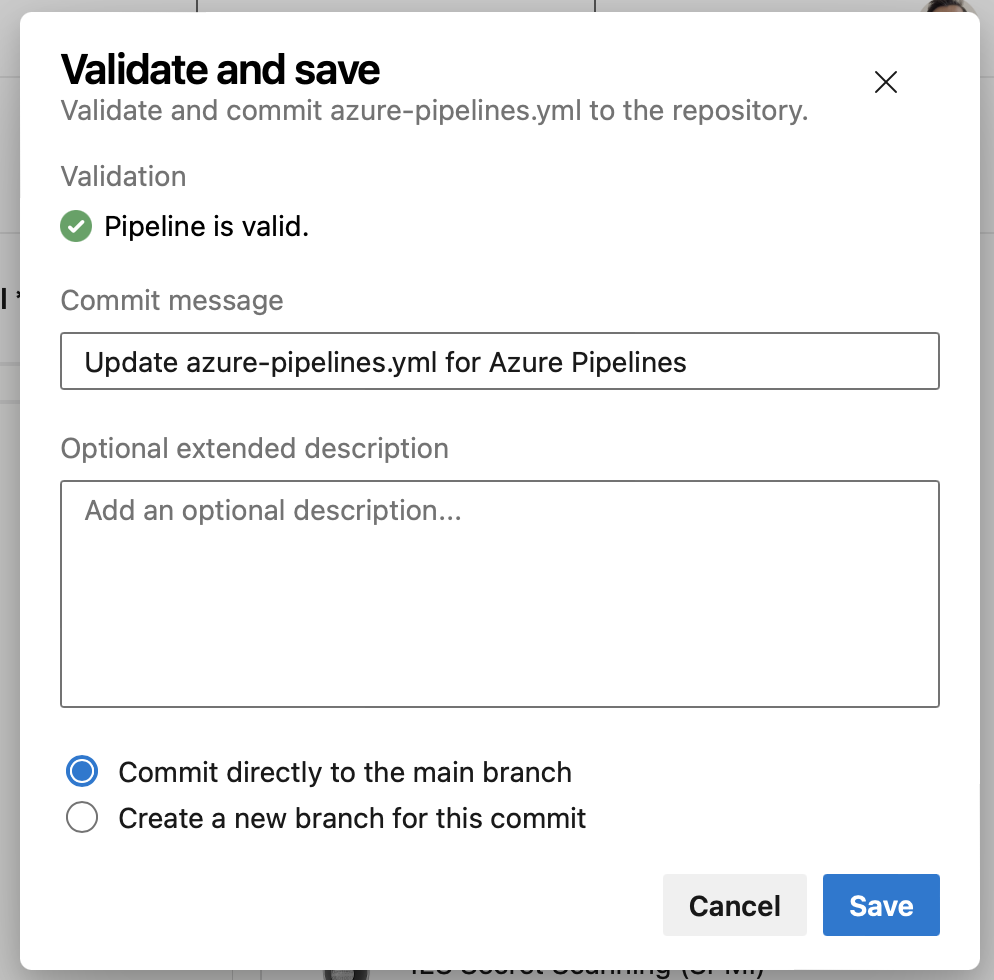 Validate and save
Validate and commit azure-pipelines.yml to the repository.
Validation
Pipeline is valid.
Commit message
Update azure-pipelines.yml for Azure Pipelines
Optional extended description
Add an optional description...
Commit directly to the main branch
Create a new branch for this commit
Cancel
Save